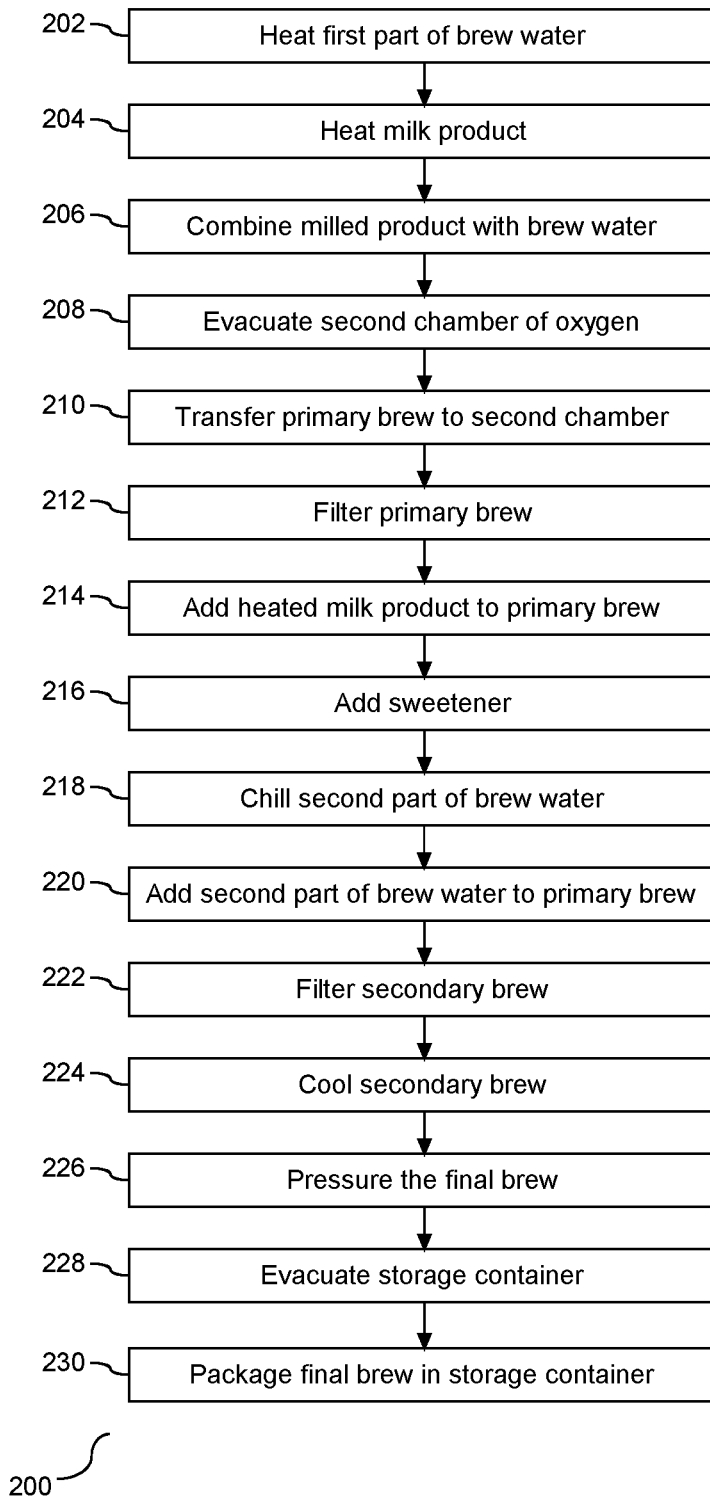 202 Heat first part of brew water
204 Heat milk product
206 Combine milled product with brew water
208 Evacuate second chamber of oxygen
210 Transfer primary brew to second chamber
212 Filter primary brew
214 Add heated milk product to primary brew
216 Add sweetener
218 Chill second part of brew water
220 Add second part of brew water to primary brew
222 Filter secondary brew
224 Cool secondary brew
226 Pressure the final brew
228 Evacuate storage container
230 Package final brew in storage container
200